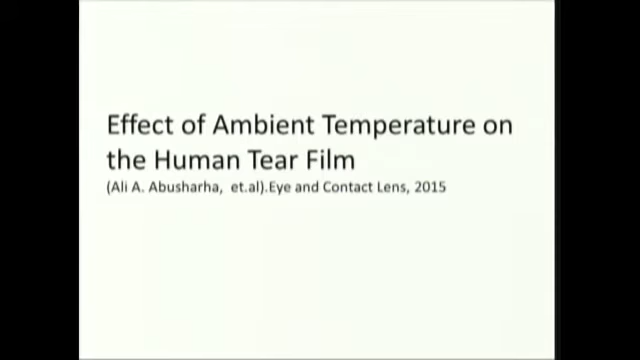 Effect of Ambient Temperature on
the Human Tear Film
(Ali A. Abusharha, et.al).Eye and Contact Lens, 2015